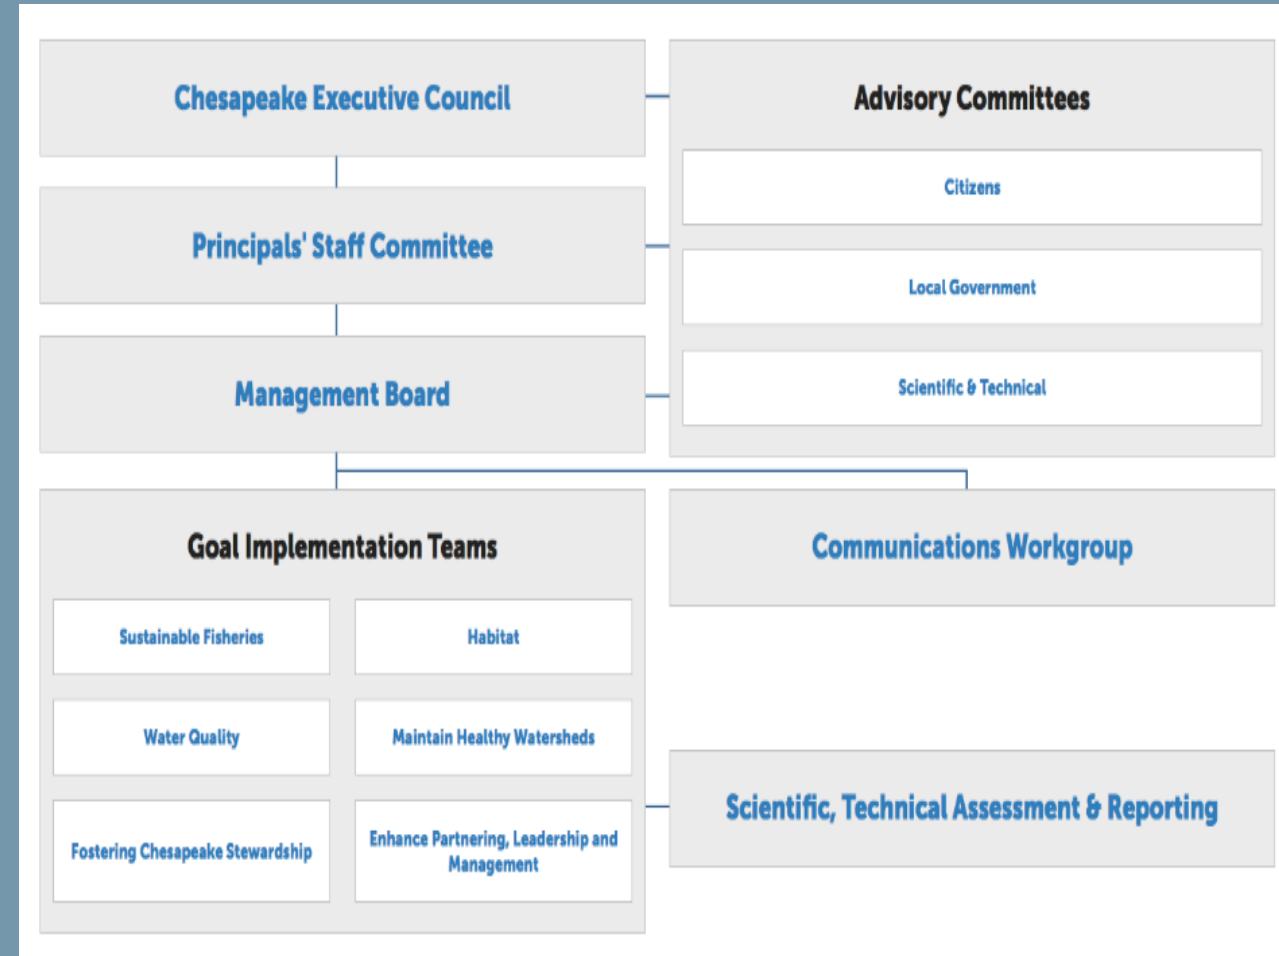 Chesapeake Executive Council
Advisory Committees
Citizens
Local Government
Scientific & Technical
Principals' Staff Committee
Management Board
Goal Implementation Teams
Sustainable Fisheries
Habitat
Water Quality
Maintain Healthy Watersheds
Fostering Chesapeake Stewardship
Enhance Partnering, Leadership and
Management
Communications Workgroup
Scientific, Technical Assessment & Reporting